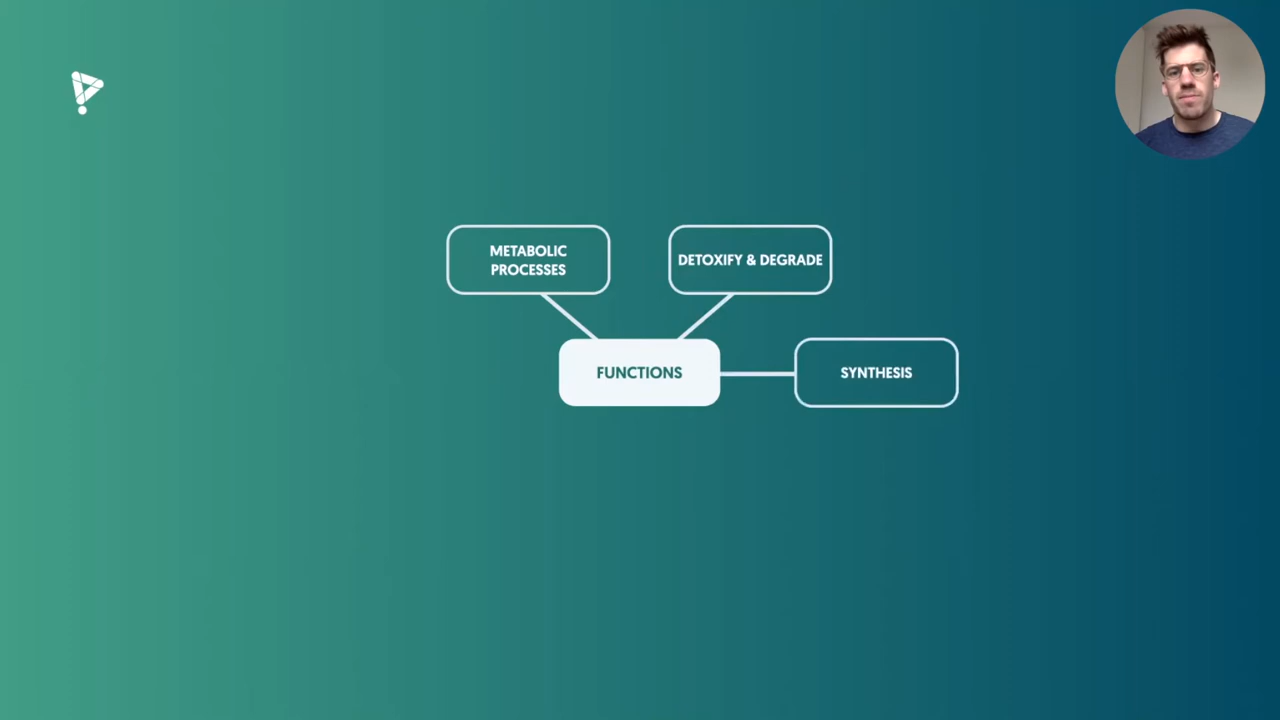 METABOLIC
PROCESSES
DETOXIFY & DEGRADE
FUNCTIONS
SYNTHESIS